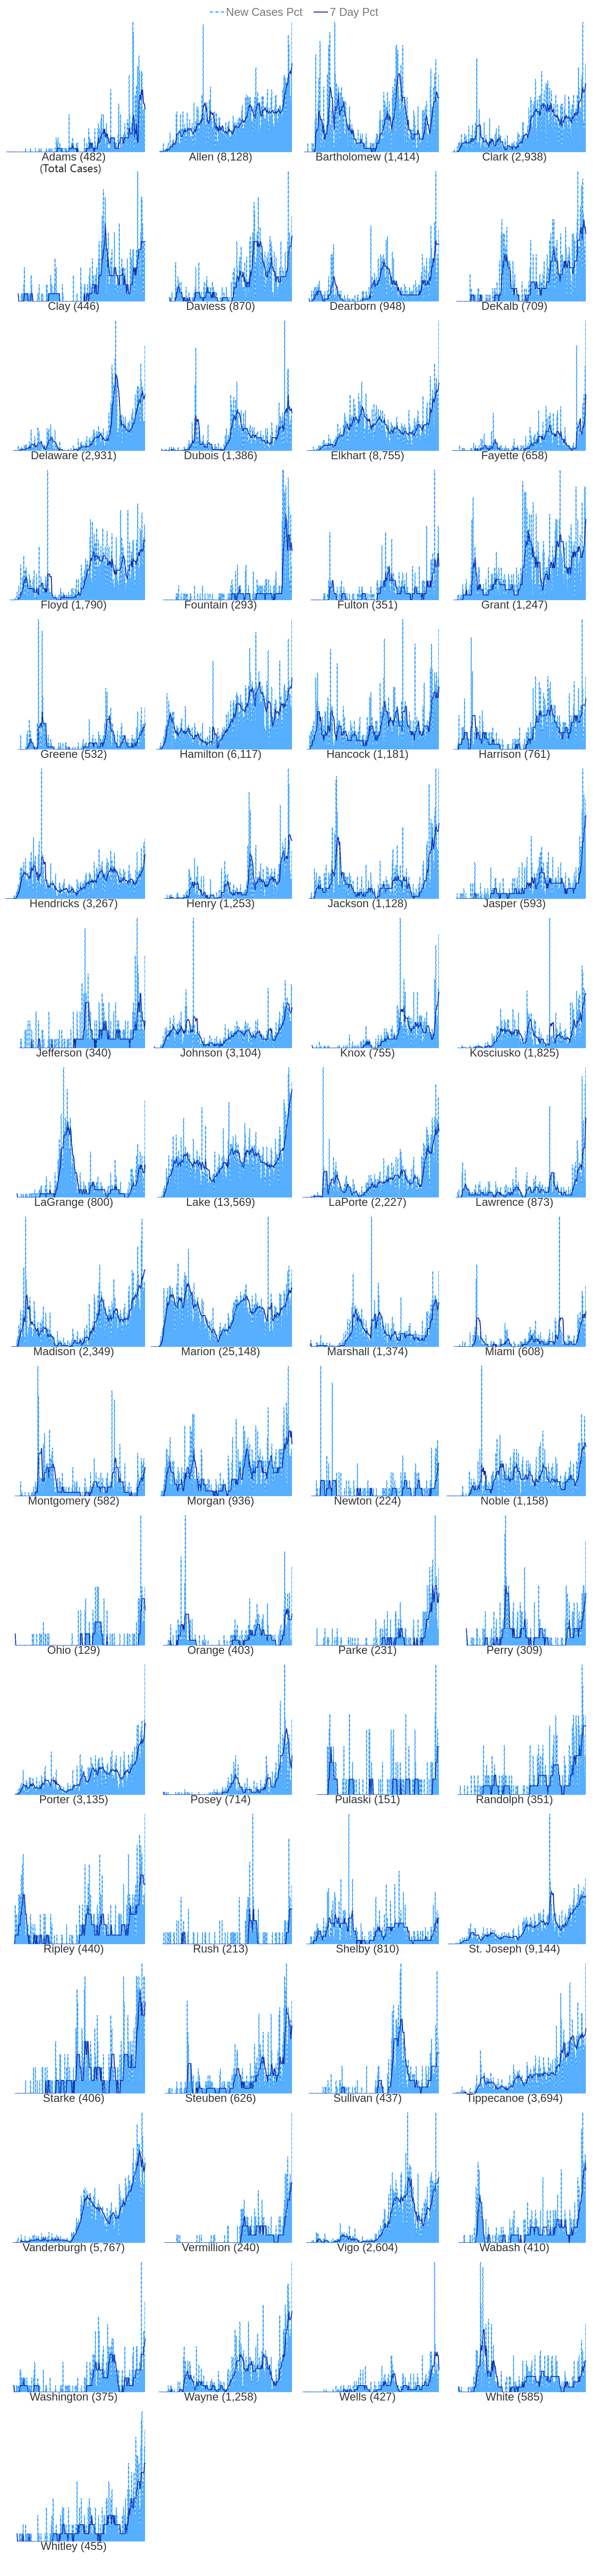 New Cases Pct 7 Day Pct
Adams (482) Allen (8,128) Bartholomew (1,414) Clark (2,938)
(Total Cases)
Clay (446) Daviess (870) Dearborn (948) DeKalb (709)
Delaware (2,931) Dubois (1,386) Elkhart (8,755) Fayette (658)
Floyd (1,790) Fountain (293) Fulton (351) Grant (1,247)
Greene (532) Hamilton (6,117) Hancock (1,181) Harrison (761)
Hendricks (3,267) Henry (1,253) Jackson (1,128) Jasper (593)
Jefferson (340) Johnson (3,104) Knox (755) Kosciusko (1,825)
LaGrange (800) Lake (13,569) LaPorte (2,227) Lawrence (873)
Madison (2,349) Marion (25,148) Marshall (1,374) Miami (608)
Montgomery (582) Morgan (936) Newton (224) Noble (1,158)
Ohio (129) Orange (403) Parke (231) Perry (309)
Porter (3,135) Posey (714) Pulaski (151) Randolph (351)
Ripley (440) Rush (213) Shelby (810) St. Joseph (9,144)
Starke (406) Steuben (626) Sullivan (437) Tippecanoe (3,694)
Vanderburgh (5,767) Vermillion (240) Vigo (2,604) Wabash (410)
Washington (375) Wayne (1,258) Wells (427) White (585)
Whitley (455)